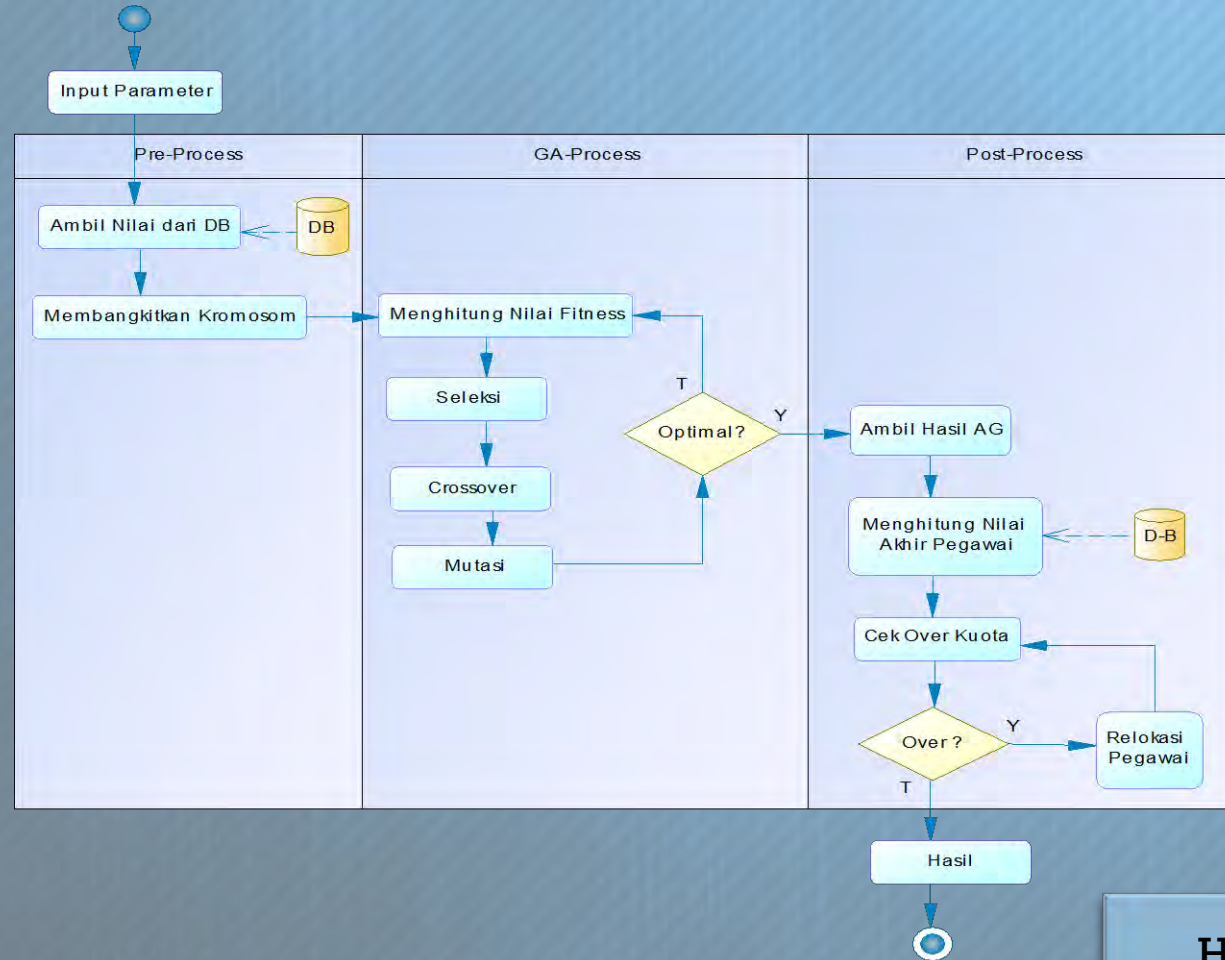 Input Parameter
Pre-Process
GA-Process
Post-Process
Ambil Nilai dari DB
DB
Membangkitkan Kromosom
Menghitung Nilai Fitness
Seleksi
Crossover
Mutasi
T
Optimal?
Y
Ambil Hasil AG
Menghitung Nilai
Akhir Pegawai
D-B
Cek Over Kuota
Over ?
Y
T
Relokasi
Pegawai
Hasil